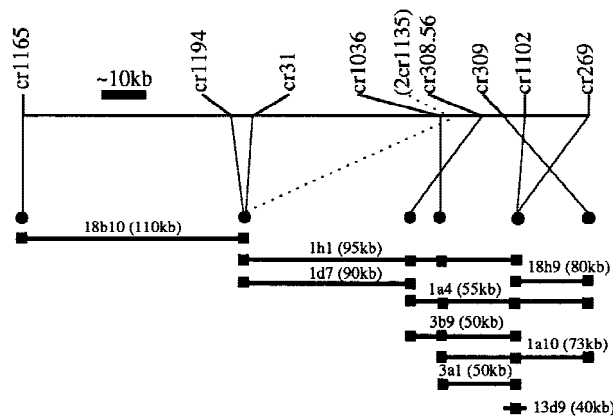 cr1165
~10kb
cr1194
cr31
cr1036
(2cr1135)
cr308.56
cr309
cr1102
cr269
18b10 (110kb)
1h1 (95kb)
18h9 (80kb)
1d7 (90kb)
1a4 (55kb)
3b9 (50kb)
1a10 (73kb)
3a1 (50kb)
13d9 (40kb)